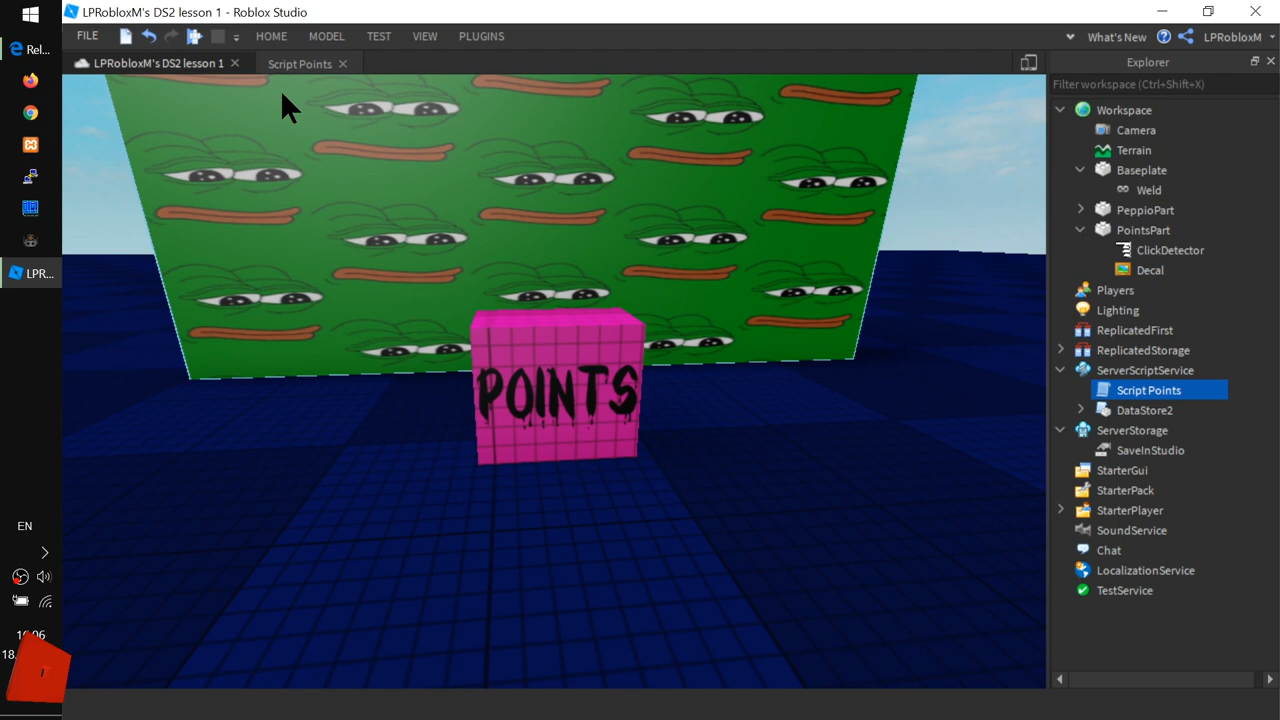 LPRobloxM's DS2 lesson 1 - Roblox Studio
FILE
HOME
MODEL
TEST
VIEW
PLUGINS
What's New
LPRobloxM
Rel...
LPRobloxM's DS2 lesson 1
Script Points
Explorer
Filter workspace (Ctrl+Shift+X)
Workspace
Camera
Terrain
Baseplate
Weld
PeppioPart
PointsPart
ClickDetector
Decal
Players
Lighting
ReplicatedFirst
ReplicatedStorage
ServerScriptService
Script Points
DataStore2
ServerStorage
SaveInStudio
StarterGui
StarterPack
StarterPlayer
SoundService
Chat
LocalizationService
TestService
POINTS
LPR...
EN
18.